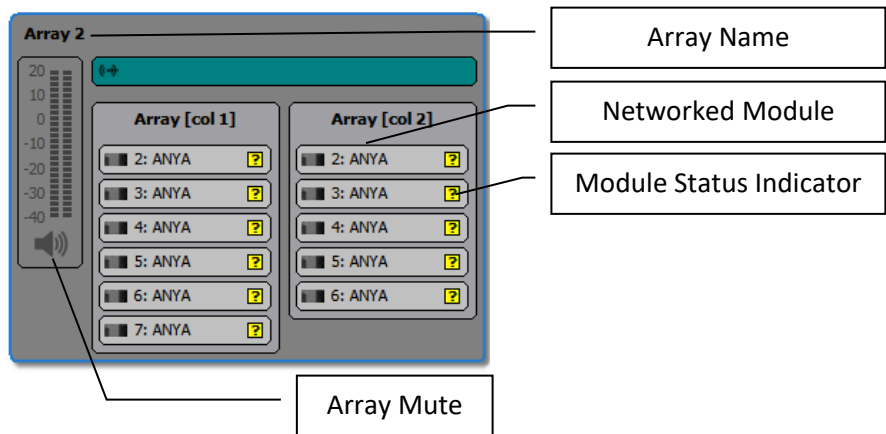 Array 2
Array Name
20
10
0
-10
-20
-30
-40
Array [col 1]
2: ANYA ?
3: ANYA ?
4: ANYA ?
5: ANYA ?
6: ANYA ?
7: ANYA ?
Array [col 2]
2: ANYA ?
3: ANYA ?
4: ANYA ?
5: ANYA ?
6: ANYA ?
Networked Module
Module Status Indicator
Array Mute